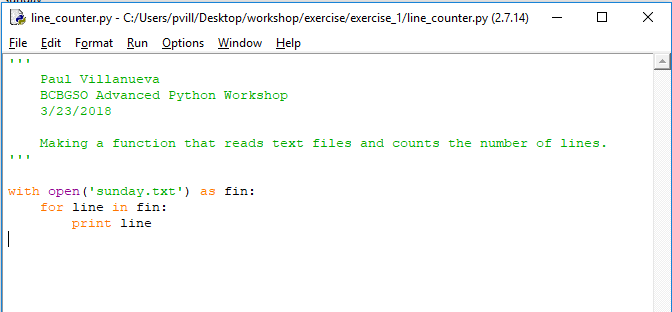 line_counter.py - C:/Users/pvill/Desktop/workshop/exercise/exercise_1/line_counter.py (2.7.14)
File Edit Format Run Options Window Help
'''
    Paul Villanueva
    BCBGSO Advanced Python Workshop
    3/23/2018

    Making a function that reads text files and counts the number of lines.
'''

with open('sunday.txt') as fin:
    for line in fin:
        print line